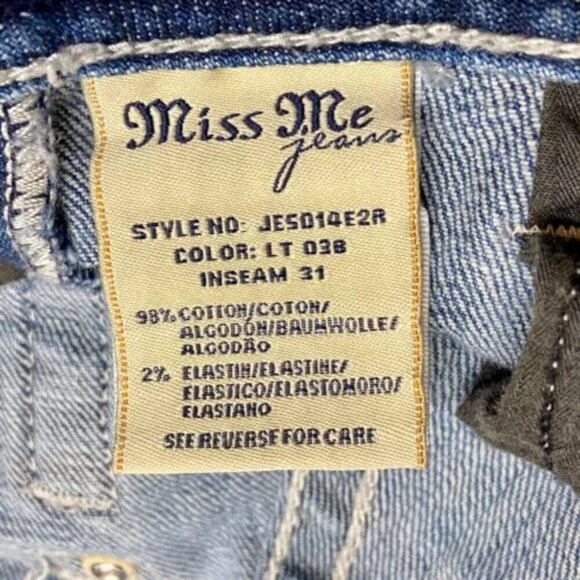 Miss Me
jeans
STYLE NO: JE5014E2R
COLOR: LT 038
INSEAM 31
98% COTTON/COTON/
ALGODÓN/BAUMWOLLE/
ALGODÃO
2% ELASTIN/ELASTINE/
ELASTICO/ELASTOMORO/
ELASTANO
SEE REVERSE FOR CARE